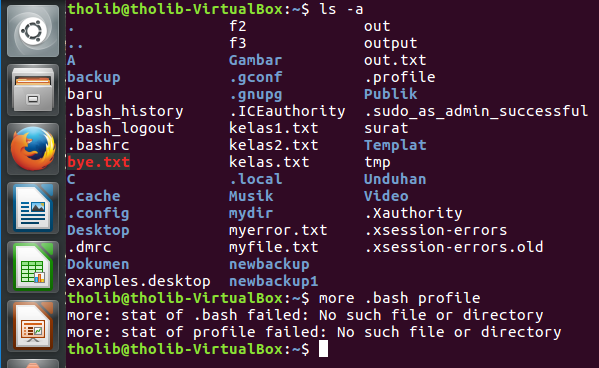 tholib@tholib-VirtualBox:~$ ls -a
. f2 out
.. f3 output
A Gambar out.txt
backup .gconf .profile
baru .gnupg Publik
.bash_history .ICEauthority .sudo_as_admin_successful
.bash_logout kelas1.txt surat
.bashrc kelas2.txt Templat
bye.txt kelas.txt tmp
C .local Unduhan
.cache Musik Video
.config mydir .Xauthority
Desktop myerror.txt .xsession-errors
.dmrc myfile.txt .xsession-errors.old
Dokumen newbackup
examples.desktop newbackup1
tholib@tholib-VirtualBox:~$ more .bash profile
more: stat of .bash failed: No such file or directory
more: stat of profile failed: No such file or directory
tholib@tholib-VirtualBox:~$